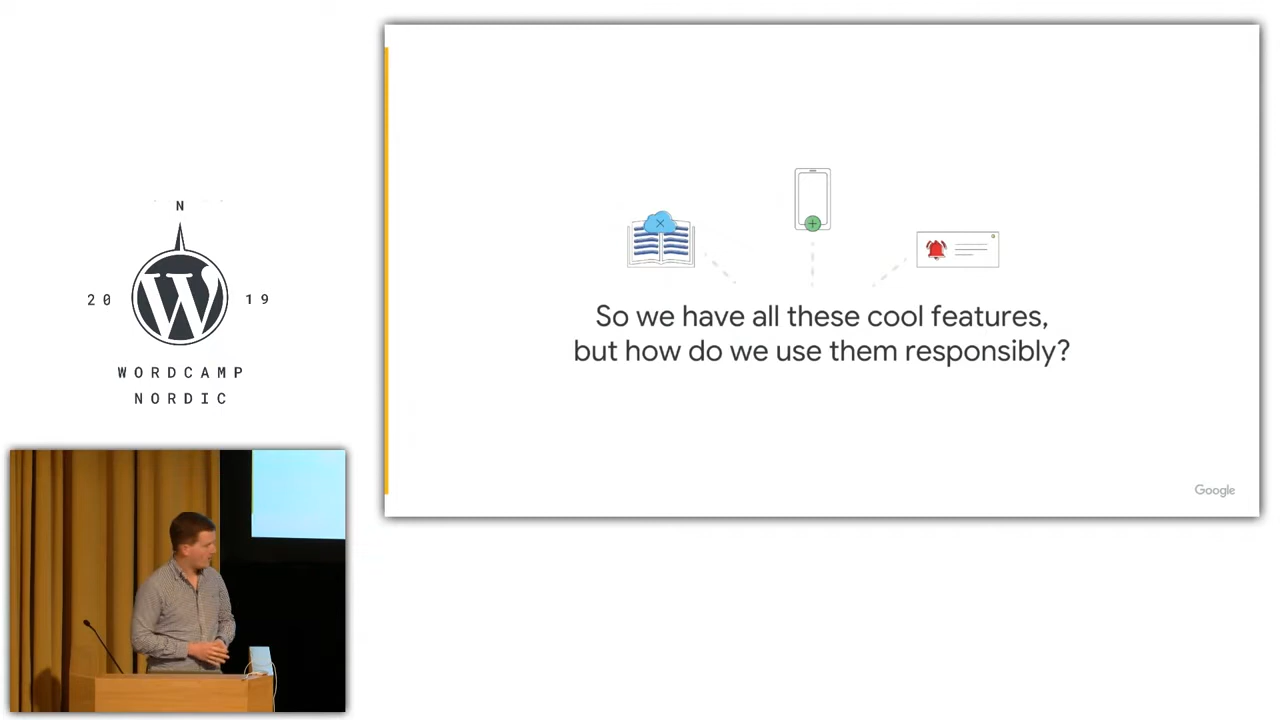 N
20 19
WORDCAMP
NORDIC
So we have all these cool features,
but how do we use them responsibly?
Google